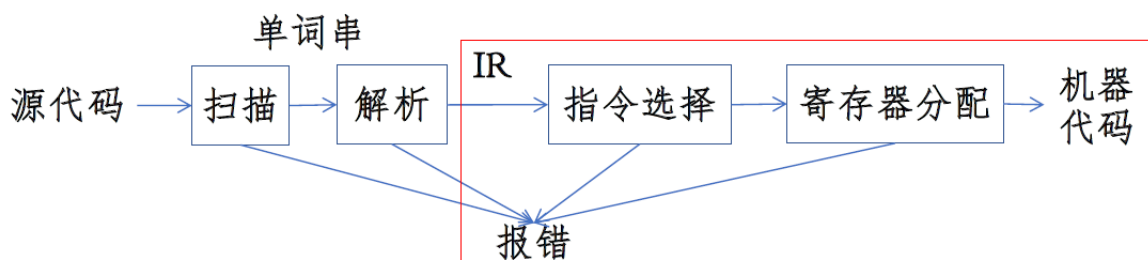 单词串
IR
源代码
扫描
解析
指令选择
寄存器分配
机器
代码
报错